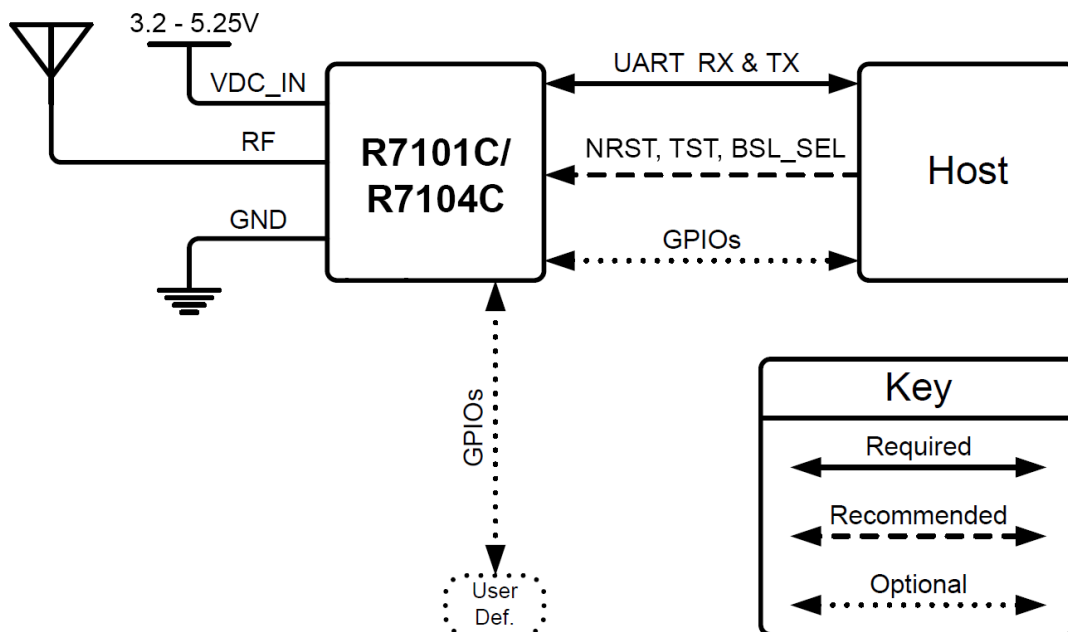 3.2 - 5.25V
VDC_IN
RF
GND
R7101C/
R7104C
UART RX & TX
NRST, TST, BSL_SEL
GPIOs
Host
GPIOs
User
Def.
Key
Required
Recommended
Optional